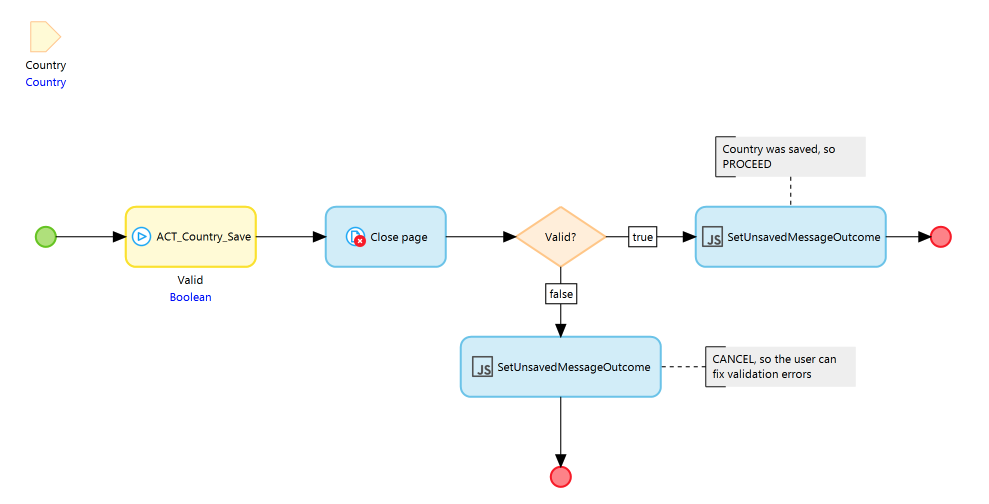 Country
Country
Country was saved, so
PROCEED
ACT_Country_Save
Close page
Valid?
true
JS
SetUnsavedMessageOutcome
Valid
Boolean
false
JS
SetUnsavedMessageOutcome
CANCEL, so the user can
fix validation errors